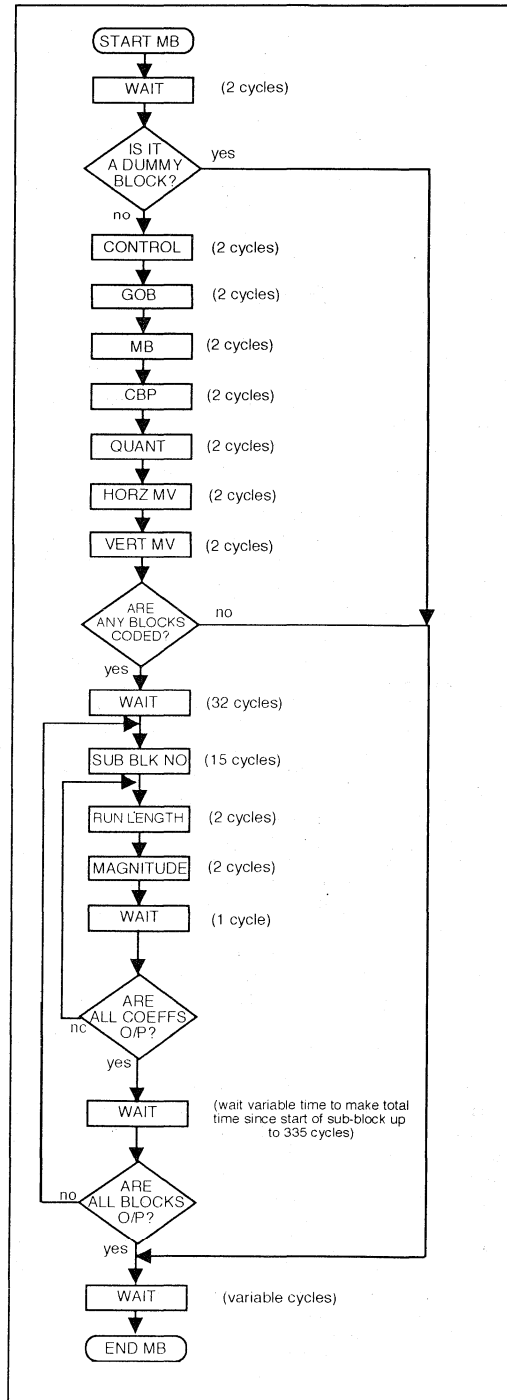 START MB
WAIT (2 cycles)
IS IT
A DUMMY
BLOCK?
yes
no
CONTROL (2 cycles)
GOB (2 cycles)
MB (2 cycles)
CBP (2 cycles)
QUANT (2 cycles)
HORZ MV (2 cycles)
VERT MV (2 cycles)
ARE
ANY BLOCKS
CODED?
no
yes
WAIT (32 cycles)
SUB BLK NO (15 cycles)
RUN LENGTH (2 cycles)
MAGNITUDE (2 cycles)
WAIT (1 cycle)
ARE
ALL COEFFS
O/P?
no
yes
WAIT
(wait variable time to make total
time since start of sub-block up
to 335 cycles)
ARE
ALL BLOCKS
O/P?
no
yes
WAIT (variable cycles)
END MB